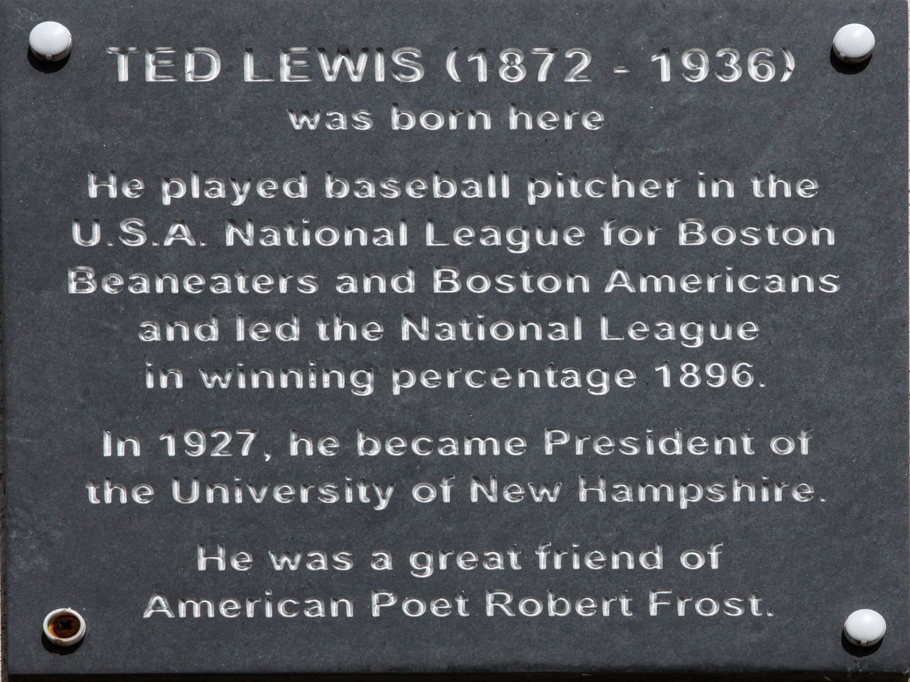 TED LEWIS (1872 - 1936)
was born here
He played baseball pitcher in the
U.S.A. National League for Boston
Beaneaters and Boston Americans
and led the National League
in winning percentage 1896.
In 1927, he became President of
the University of New Hampshire.
He was a great friend of
American Poet Robert Frost.